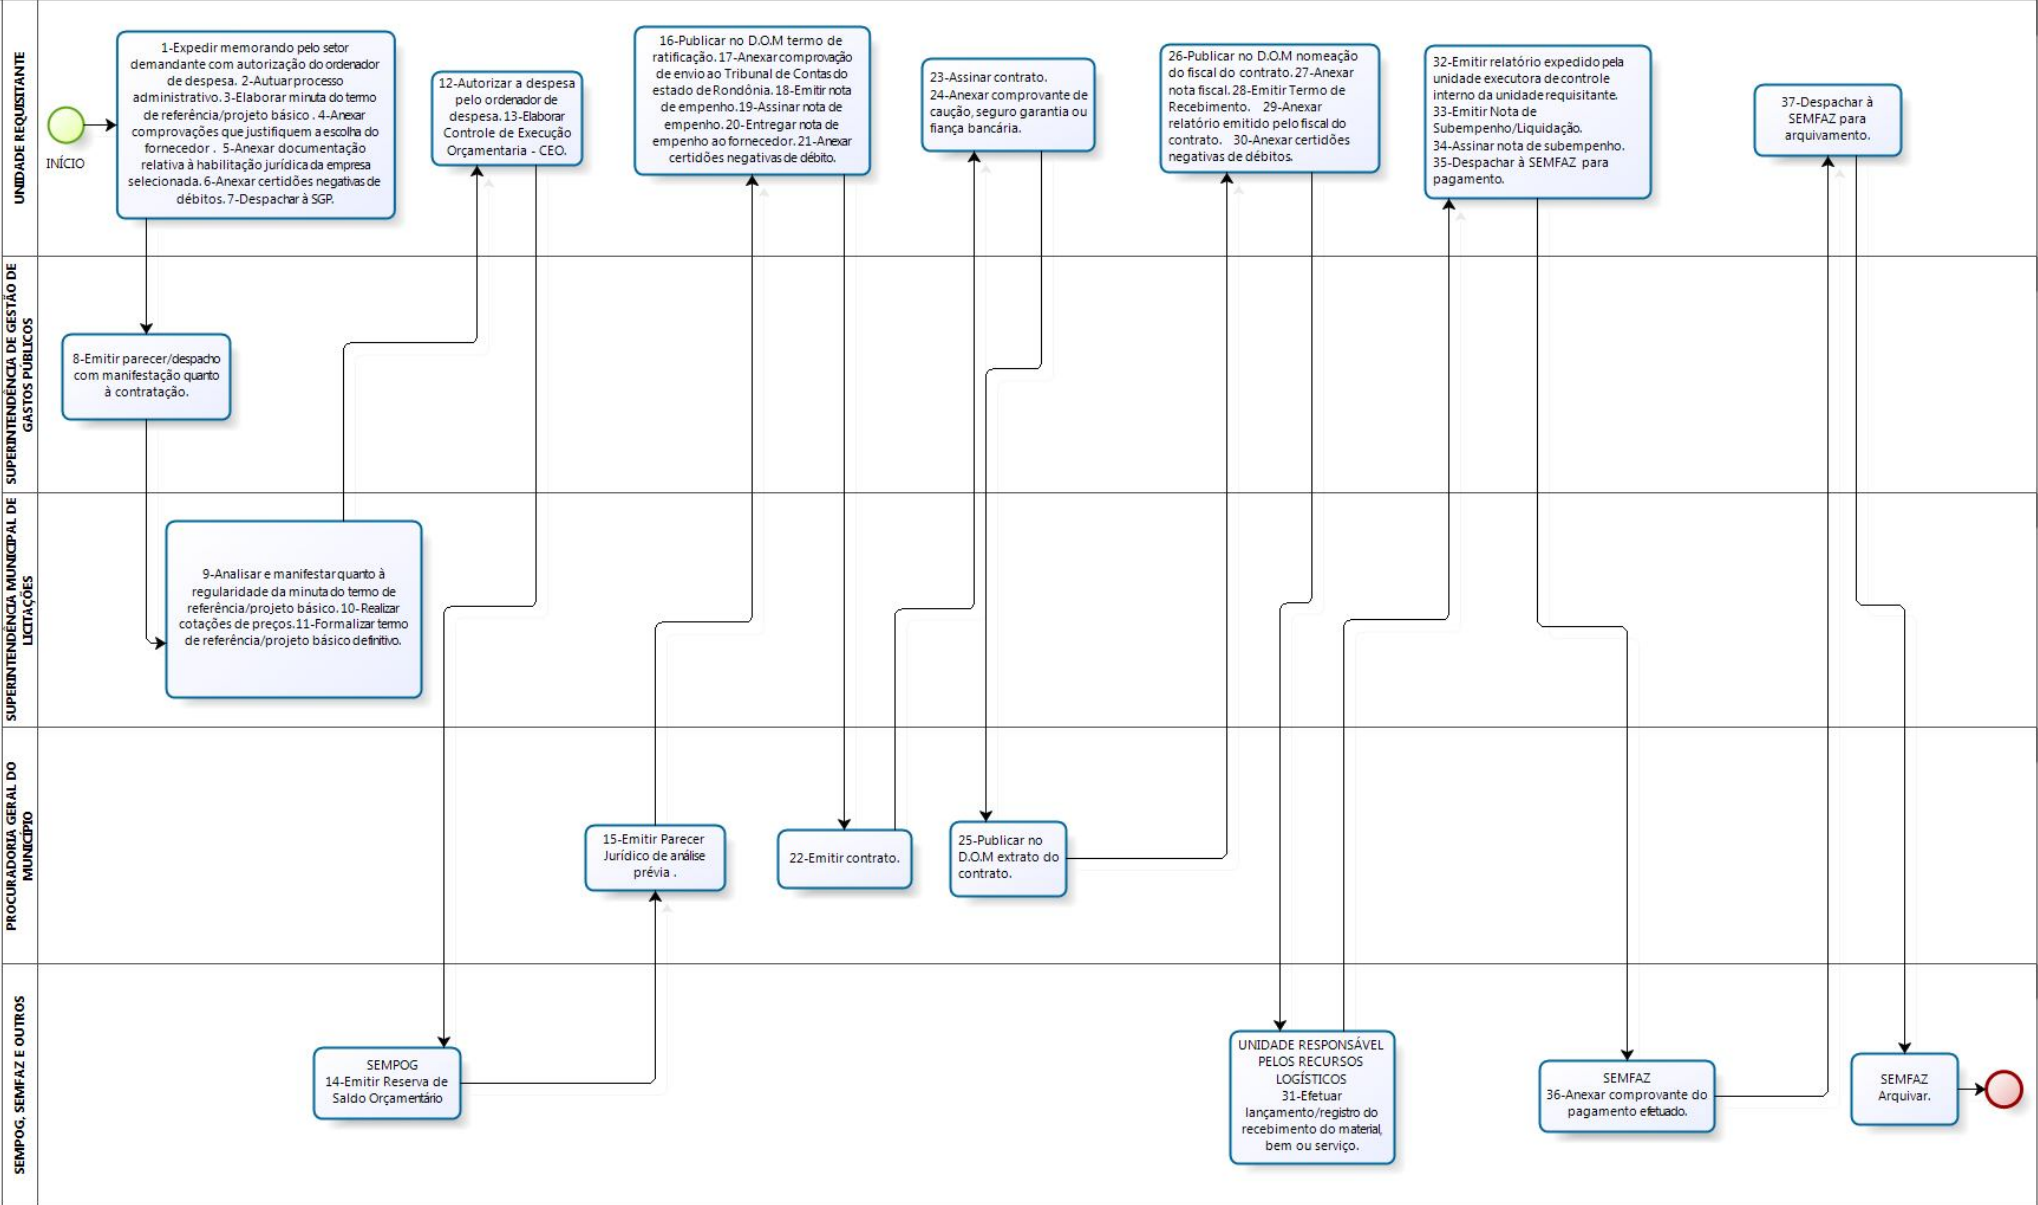 UNIDADE REQUISITANTE
INÍCIO
1-Expedir memorando pelo setor
demandante com autorização do ordenador
de despesa. 2-Autuar processo
administrativo. 3-Elaborar minuta do termo
de referência/projeto básico . 4-Anexar
comprovações que justifiquem a escolha do
fornecedor . 5-Anexar documentação
relativa à habilitação jurídica da empresa
selecionada. 6-Anexar certidões negativas de
débitos. 7-Despachar à SGP.
12-Autorizar a despesa
pelo ordenador de
despesa. 13-Elaborar
Controle de Execução
Orçamentaria - CEO.
16-Publicar no D.O.M termo de
ratificação. 17-Anexar comprovação
de envio ao Tribunal de Contas do
estado de Rondônia. 18-Emitir nota
de empenho. 19-Assinar nota de
empenho. 20-Entregar nota de
empenho ao fornecedor. 21-Anexar
certidões negativas de débito.
23-Assinar contrato.
24-Anexar comprovante de
caução, seguro garantia ou
fiança bancária.
26-Publicar no D.O.M nomeação
do fiscal do contrato. 27-Anexar
nota fiscal. 28-Emitir Termo de
Recebimento. 29-Anexar
relatório emitido pelo fiscal do
contrato. 30-Anexar certidões
negativas de débitos.
32-Emitir relatório expedido pela
unidade executora de controle
interno da unidade requisitante.
33-Emitir Nota de
Subempenho/Liquidação.
34-Assinar nota de subempenho.
35-Despachar à SEMFAZ para
pagamento.
37-Despachar à
SEMFAZ para
arquivamento.
SUPERINTENDÊNCIA DE GESTÃO DE
GASTOS PÚBLICOS
8-Emitir parecer/despacho
com manifestação quanto
à contratação.
SUPERINTENDÊNCIA MUNICIPAL DE
LICITAÇÕES
9-Analisar e manifestar quanto à
regularidade da minuta do termo de
referência/projeto básico. 10-Realizar
cotações de preços.11-Formalizar termo
de referência/projeto básico definitivo.
PROCURADORIA GERAL DO
MUNICÍPIO
15-Emitir Parecer
Jurídico de análise
prévia .
22-Emitir contrato.
25-Publicar no
D.O.M extrato do
contrato.
SEMPOG, SEMFAZ E OUTROS
SEMPOG
14-Emitir Reserva de
Saldo Orçamentário
UNIDADE RESPONSÁVEL
PELOS RECURSOS
LOGÍSTICOS
31-Efetuar
lançamento/registro do
recebimento do material,
bem ou serviço.
SEMFAZ
36-Anexar comprovante do
pagamento efetuado.
SEMFAZ
Arquivar.